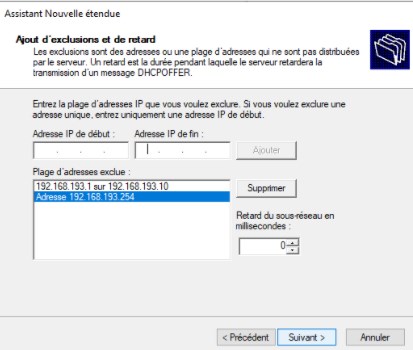 Assistant Nouvelle étendue
Ajout d'exclusions et de retard
Les exclusions sont des adresses ou une plage d'adresses qui ne sont pas distribuées
par le serveur. Un retard est la durée pendant laquelle le serveur retardera la
transmission d'un message DHCPOFFER.
Entrez la plage d'adresses IP que vous voulez exclure. Si vous voulez exclure une
adresse unique, entrez uniquement une adresse IP de début.
Adresse IP de début : Adresse IP de fin :
Ajouter
Plage d'adresses exclue :
192.168.193.1 sur 192.168.193.10
Adresse 192.168.193.254
Supprimer
Retard du sous-réseau en
millisecondes :
0
< Précédent Suivant > Annuler